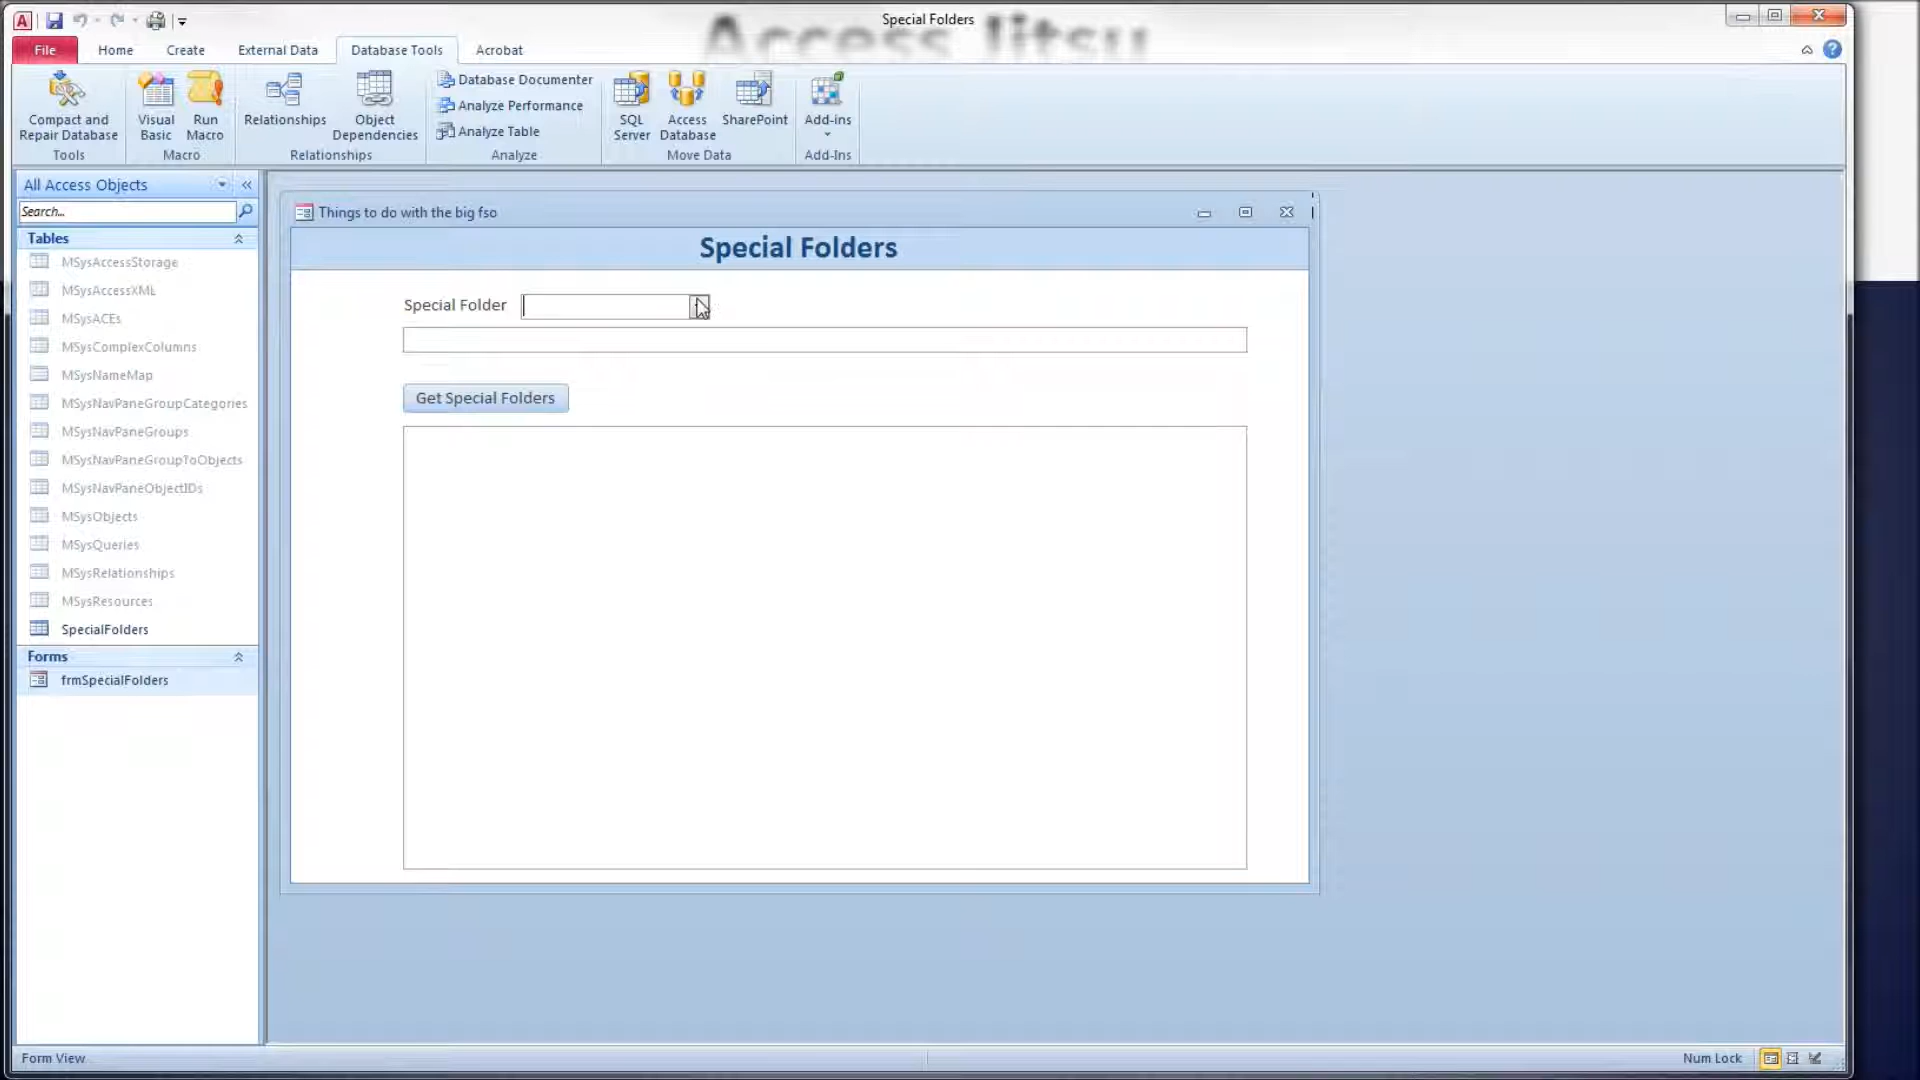 Special Folders
Access Jitsu
File Home Create External Data Database Tools Acrobat
Compact and Repair Database
Tools
Visual Basic
Run Macro
Macro
Relationships
Object Dependencies
Relationships
Database Documenter
Analyze Performance
Analyze Table
Analyze
SQL Server
Access Database
SharePoint
Move Data
Add-ins
Add-Ins
All Access Objects
Search...
Tables
MSysAccessStorage
MSysAccessXML
MSysACEs
MSysComplexColumns
MSysNameMap
MSysNavPaneGroupCategories
MSysNavPaneGroups
MSysNavPaneGroupToObjects
MSysNavPaneObjectIDs
MSysObjects
MSysQueries
MSysRelationships
MSysResources
SpecialFolders
Forms
frmSpecialFolders
Things to do with the big fso
Special Folders
Special Folder
Get Special Folders
Form View
Num Lock